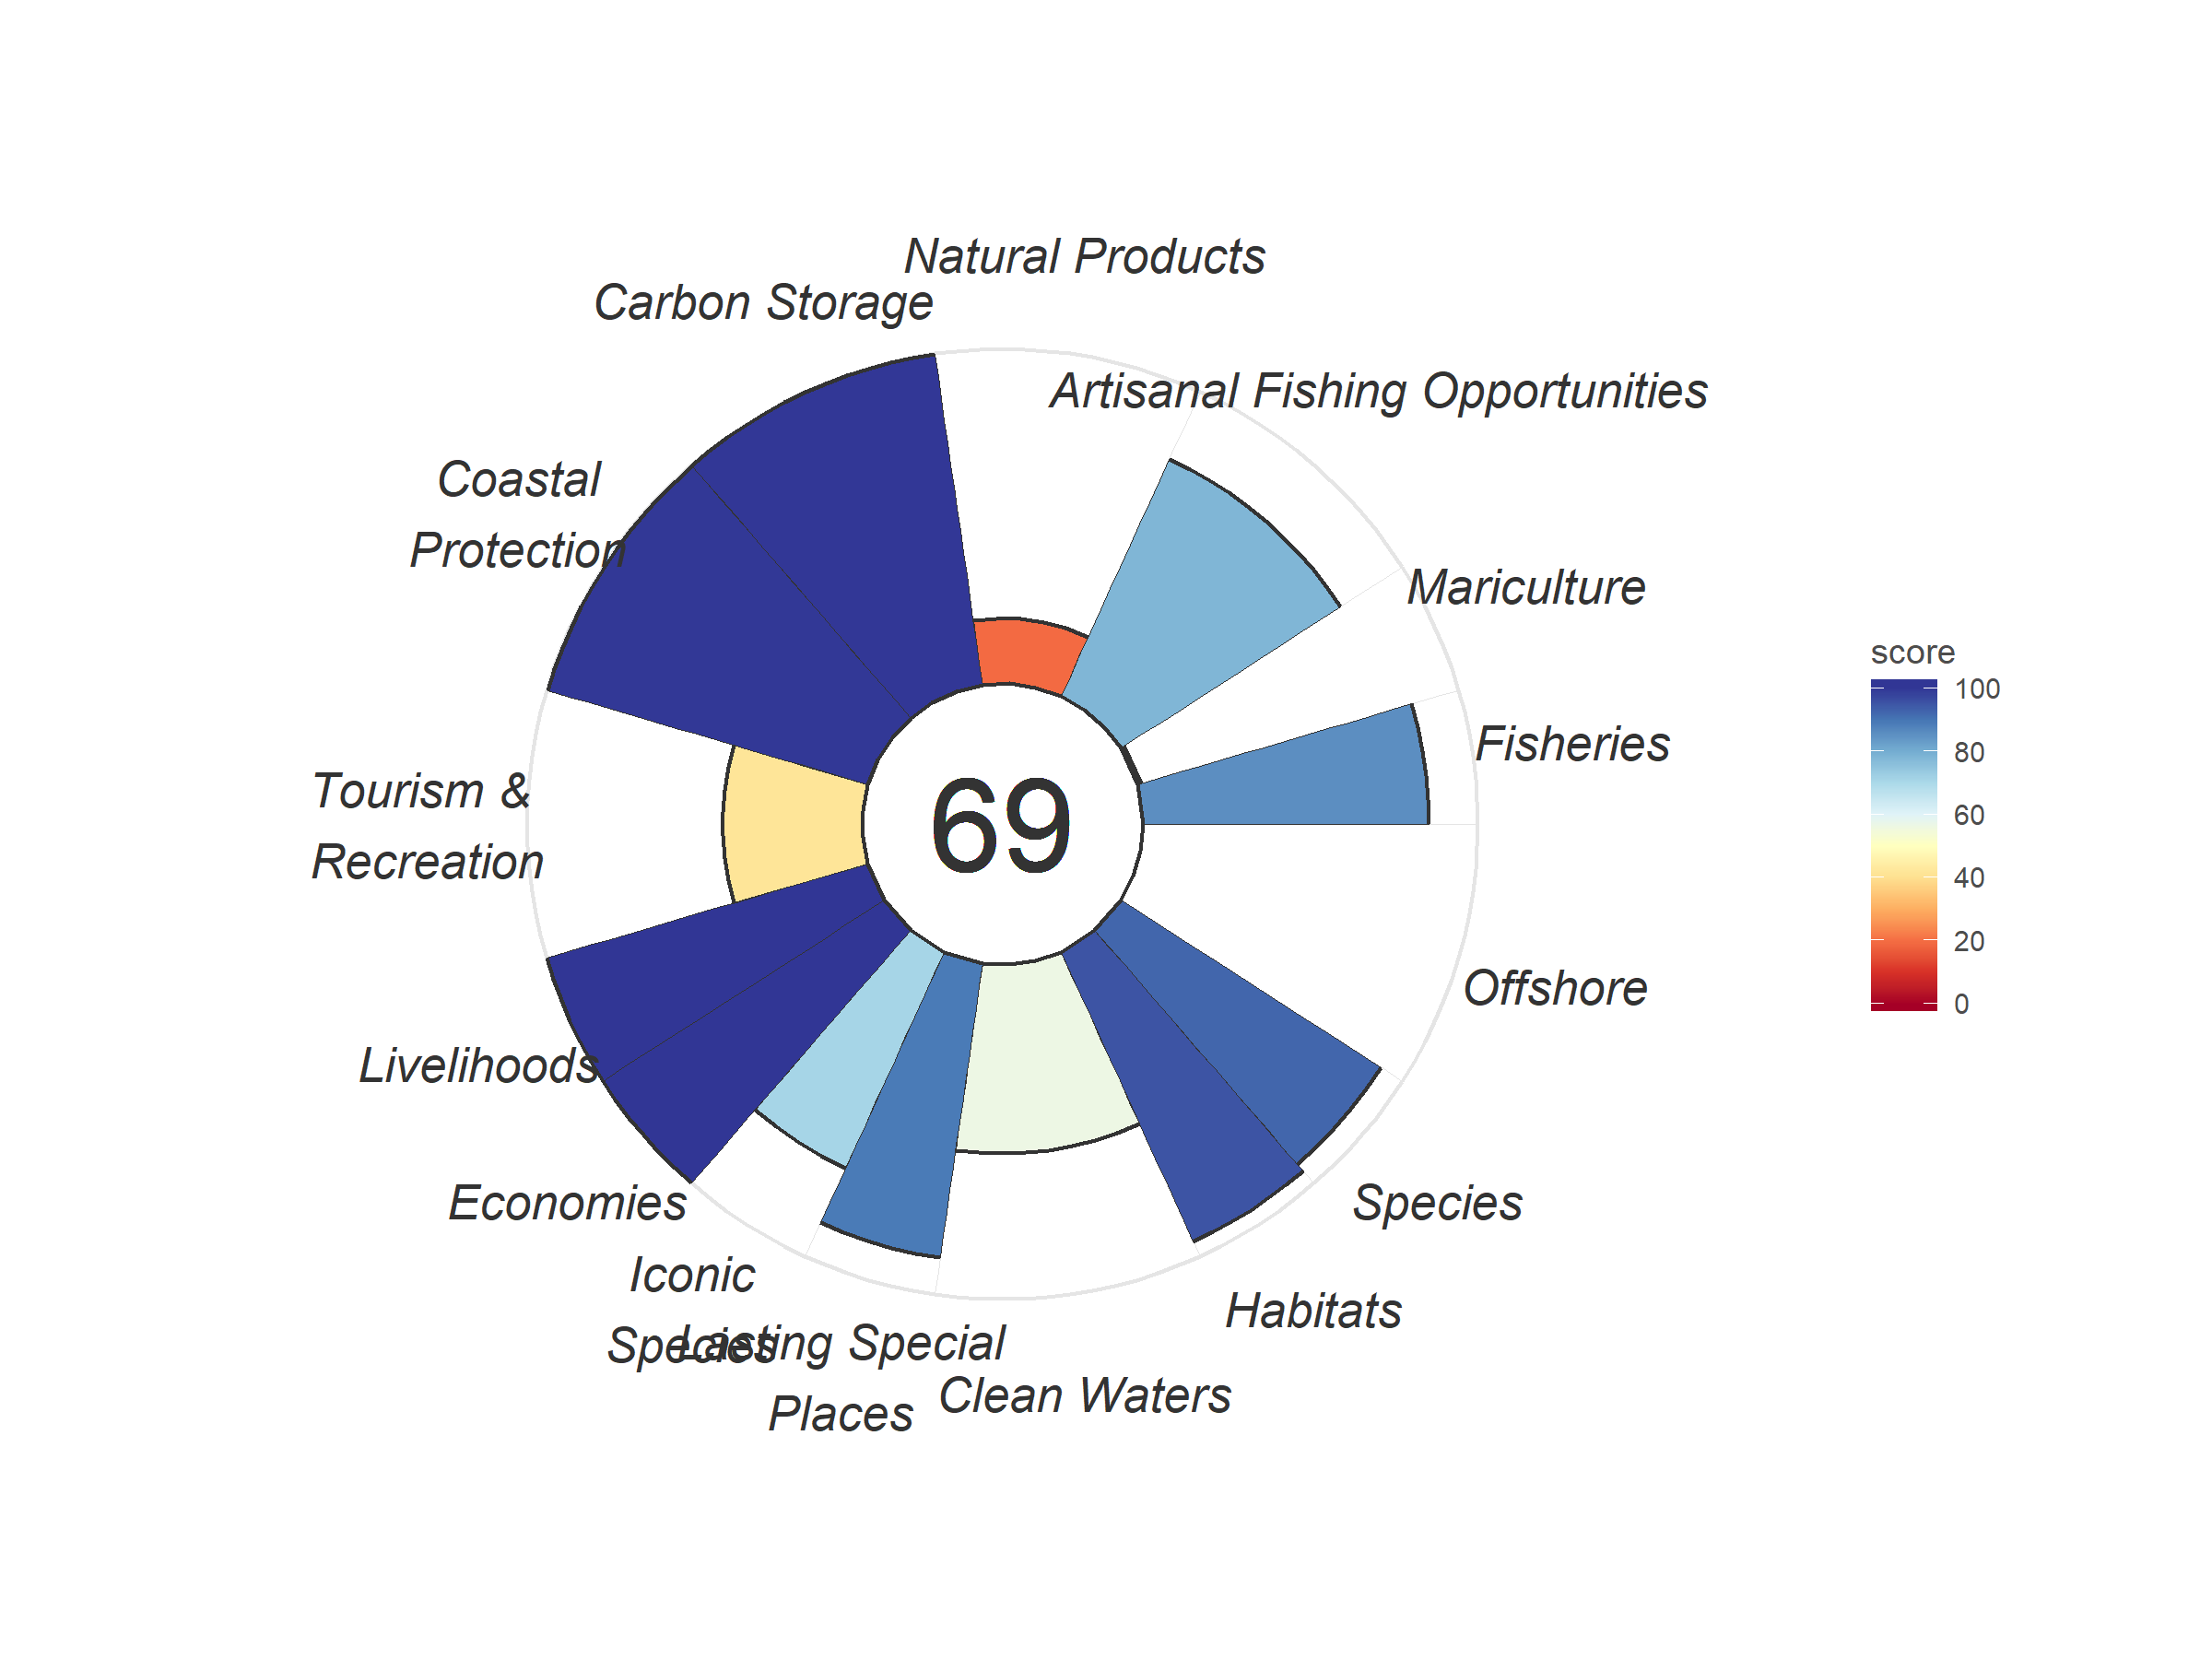 Natural Products
Carbon Storage
Artisanal Fishing Opportunities
Coastal
Protection
Mariculture
Fisheries
Tourism &
Recreation
69
Offshore
Livelihoods
Species
Economies
Habitats
Iconic
Species
Lasting Special
Places
Clean Waters
score
100
80
60
40
20
0